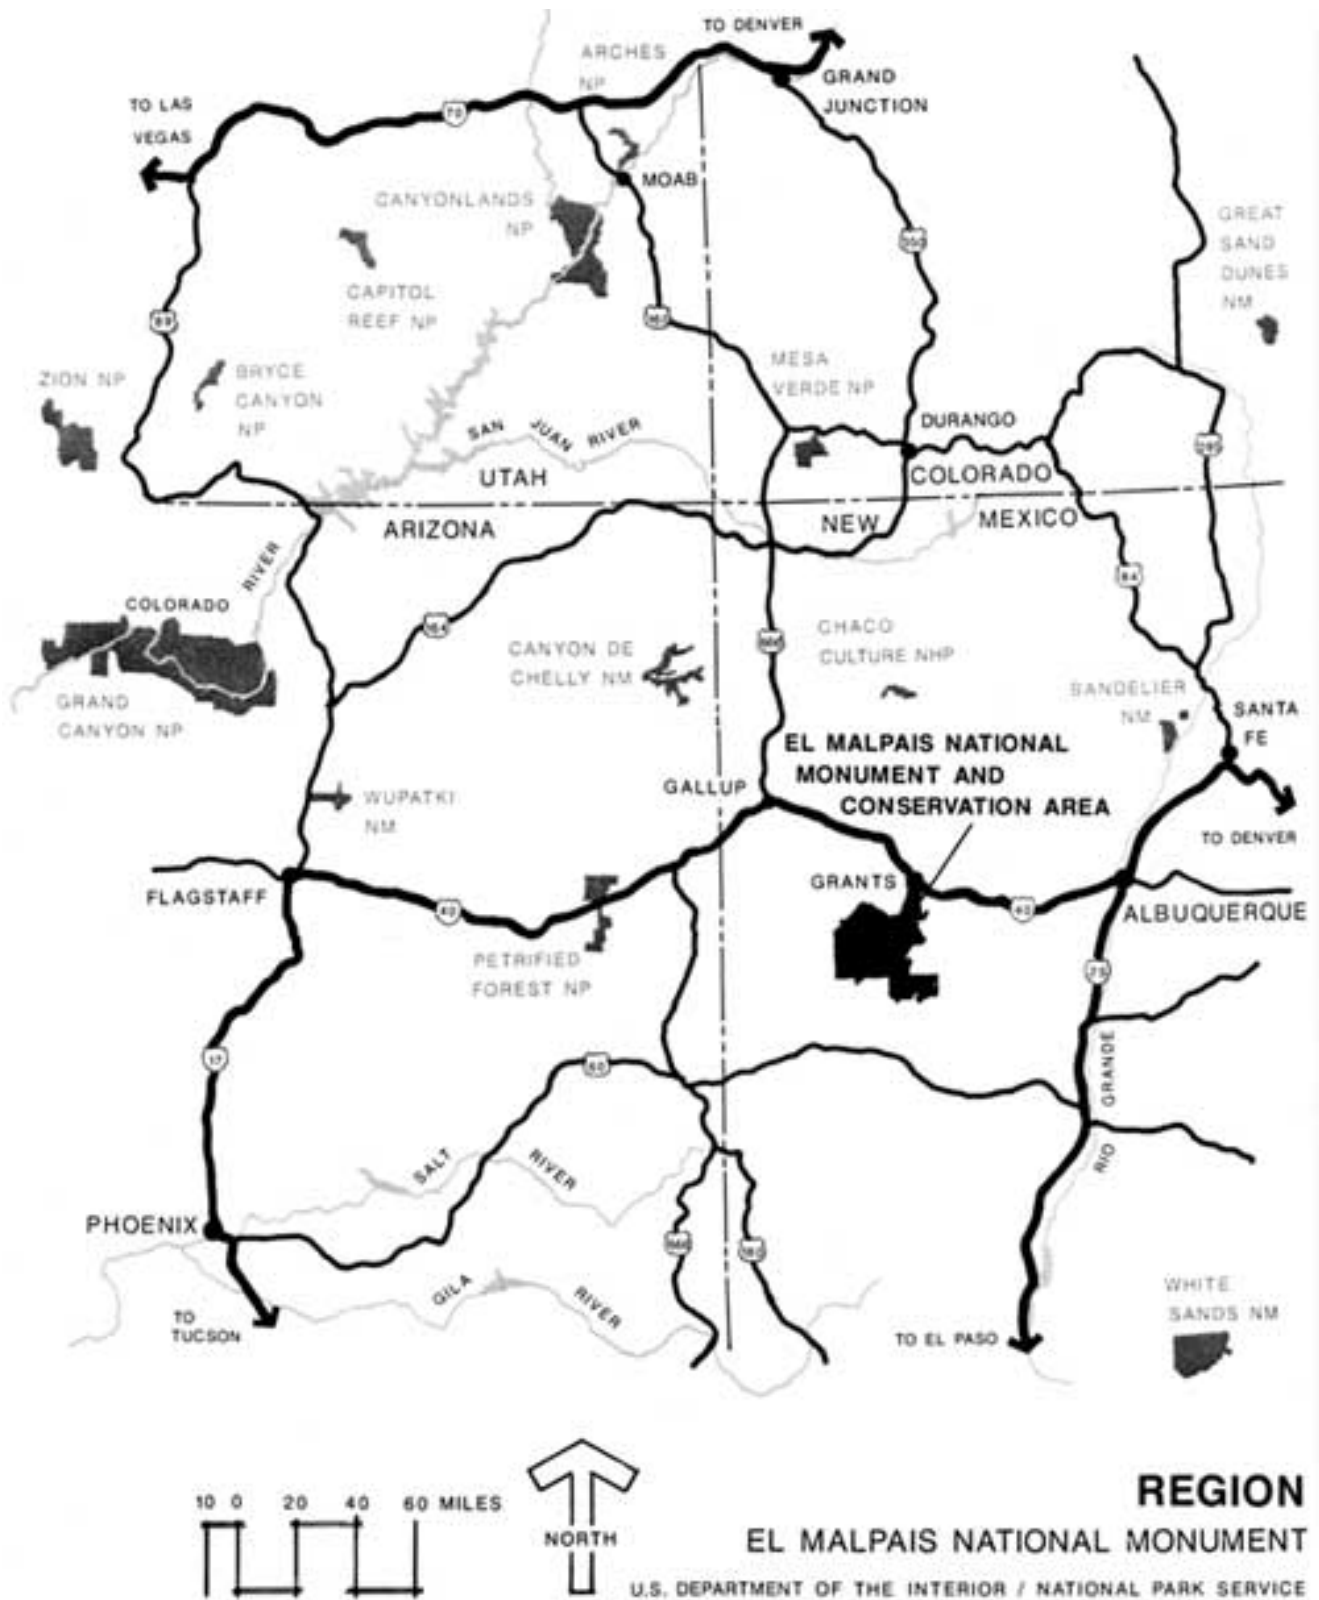 TO DENVER
ARCHES
NP
GRAND
JUNCTION
TO LAS
VEGAS
70
MOAB
CANYONLANDS
NP
GREAT
SAND
DUNES
NM
550
CAPITOL
REEF NP
89
MESA
VERDE NP
ZION NP
BRYCE
CANYON
NP
DURANGO
SAN JUAN RIVER
UTAH
COLORADO
285
ARIZONA
NEW MEXICO
RIVER
COLORADO
84
164
666
CANYON DE
CHELLY NM
CHACO
CULTURE NHP
GRAND
CANYON NP
BANDELIER
NM
SANTA
FE
EL MALPAIS NATIONAL
MONUMENT AND
CONSERVATION AREA
GALLUP
WUPATKI
NM
TO DENVER
FLAGSTAFF
GRANTS
40
40
ALBUQUERQUE
PETRIFIED
FOREST NP
25
17
60
RIO GRANDE
SALT RIVER
PHOENIX
666
180
GILA RIVER
WHITE
SANDS NM
TO
TUCSON
TO EL PASO
10 0 20 40 60 MILES
NORTH
REGION
EL MALPAIS NATIONAL MONUMENT
U.S. DEPARTMENT OF THE INTERIOR / NATIONAL PARK SERVICE